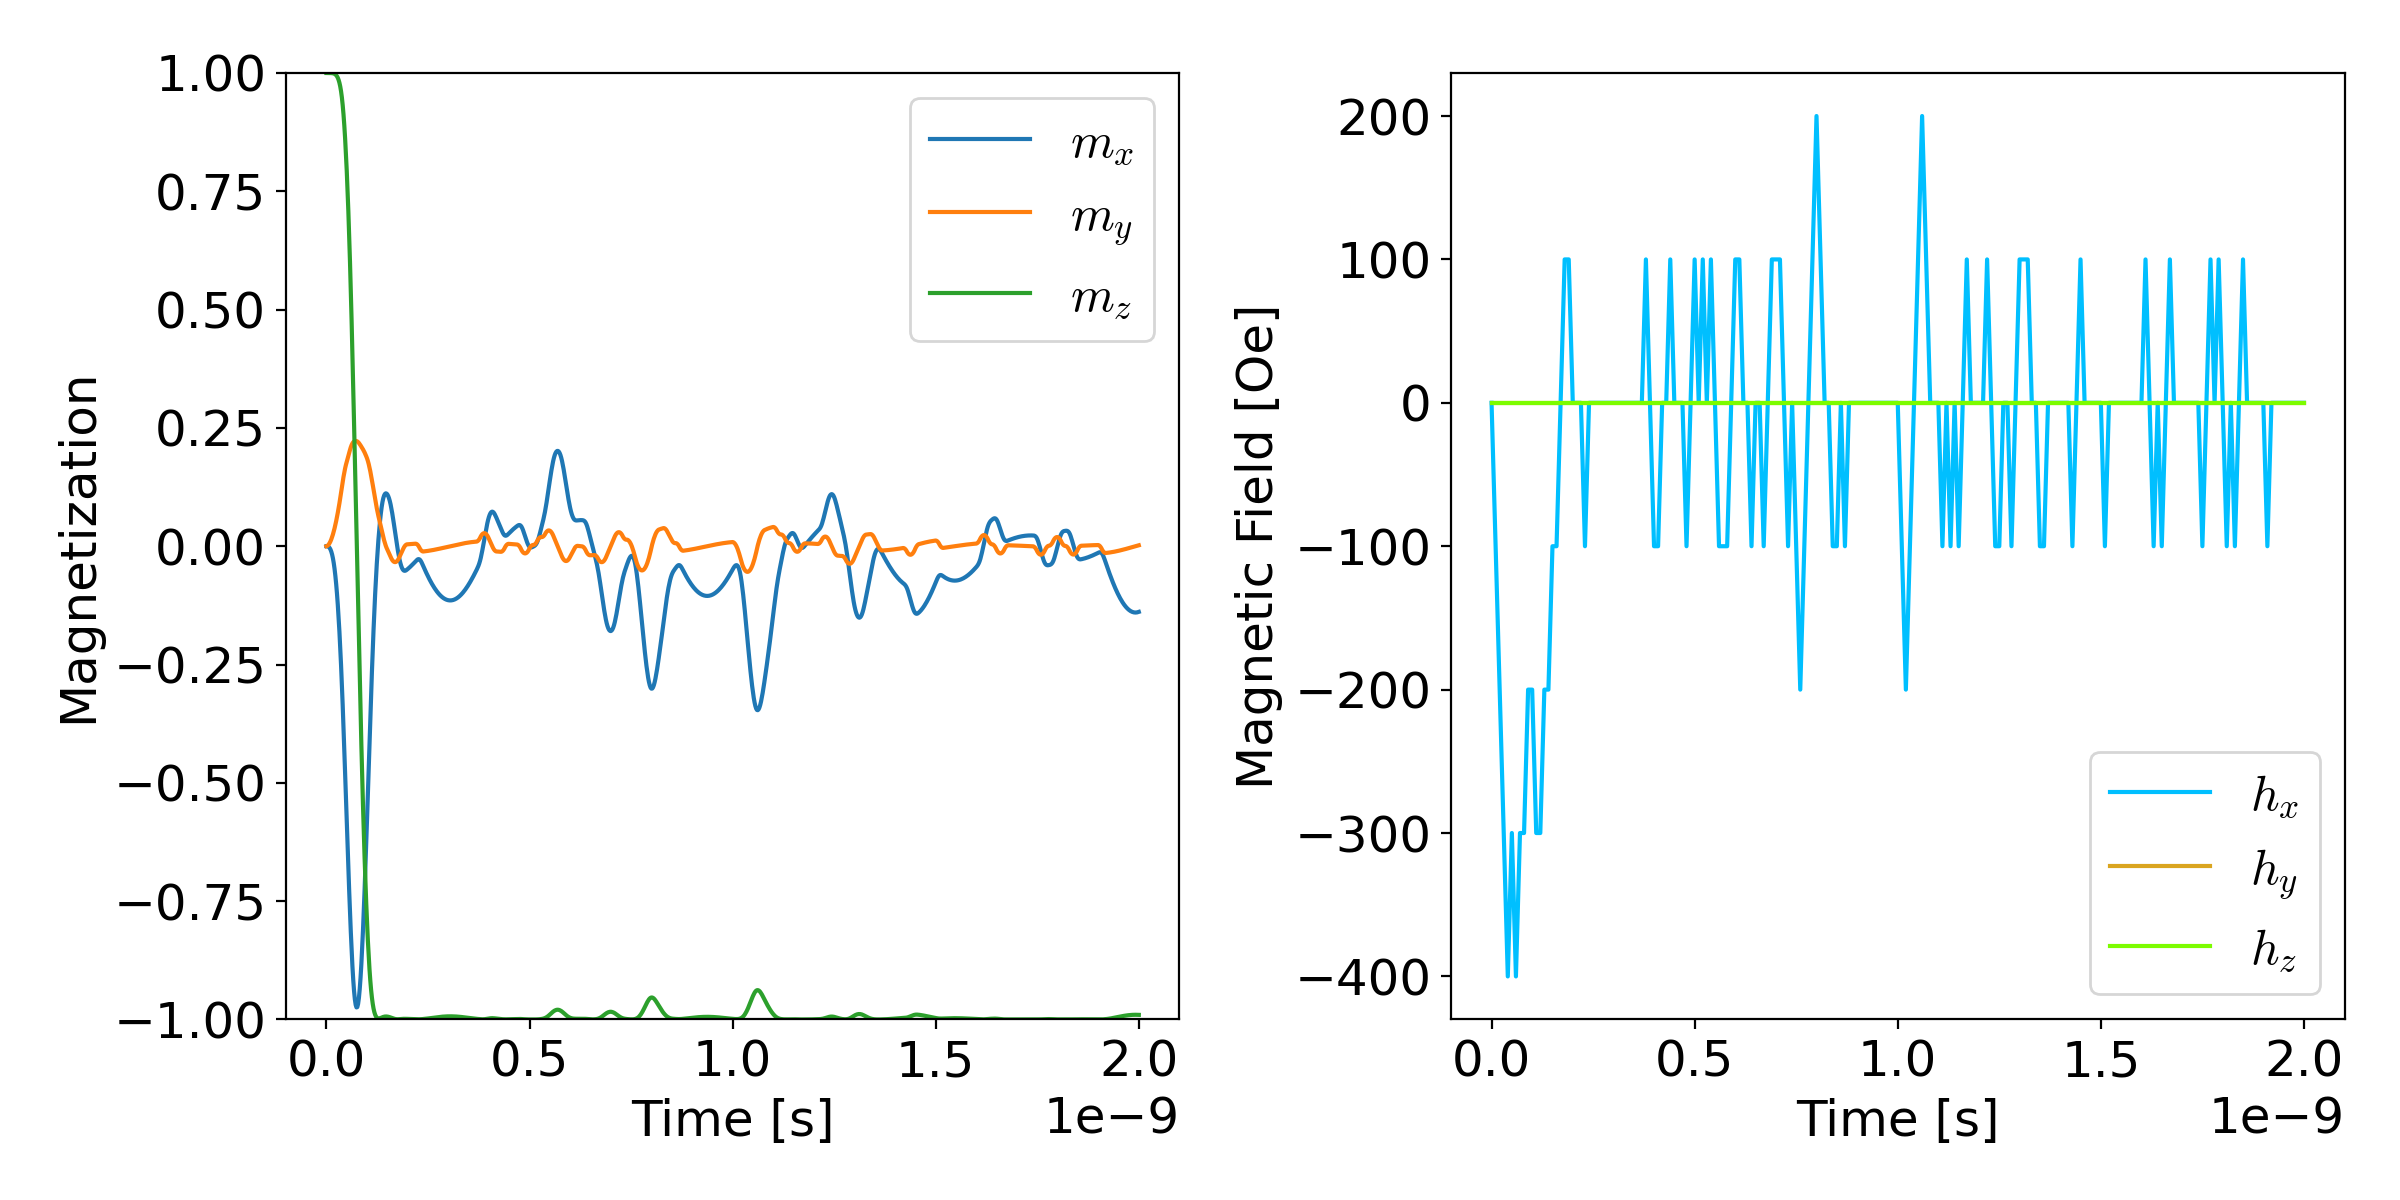 1.00
0.75
0.50
0.25
0.00
−0.25
−0.50
−0.75
−1.00
Magnetization
0.0 0.5 1.0 1.5 2.0
Time [s]
1e−9
m_x
m_y
m_z
200
100
0
−100
−200
−300
−400
Magnetic Field [Oe]
0.0 0.5 1.0 1.5 2.0
Time [s]
1e−9
h_x
h_y
h_z